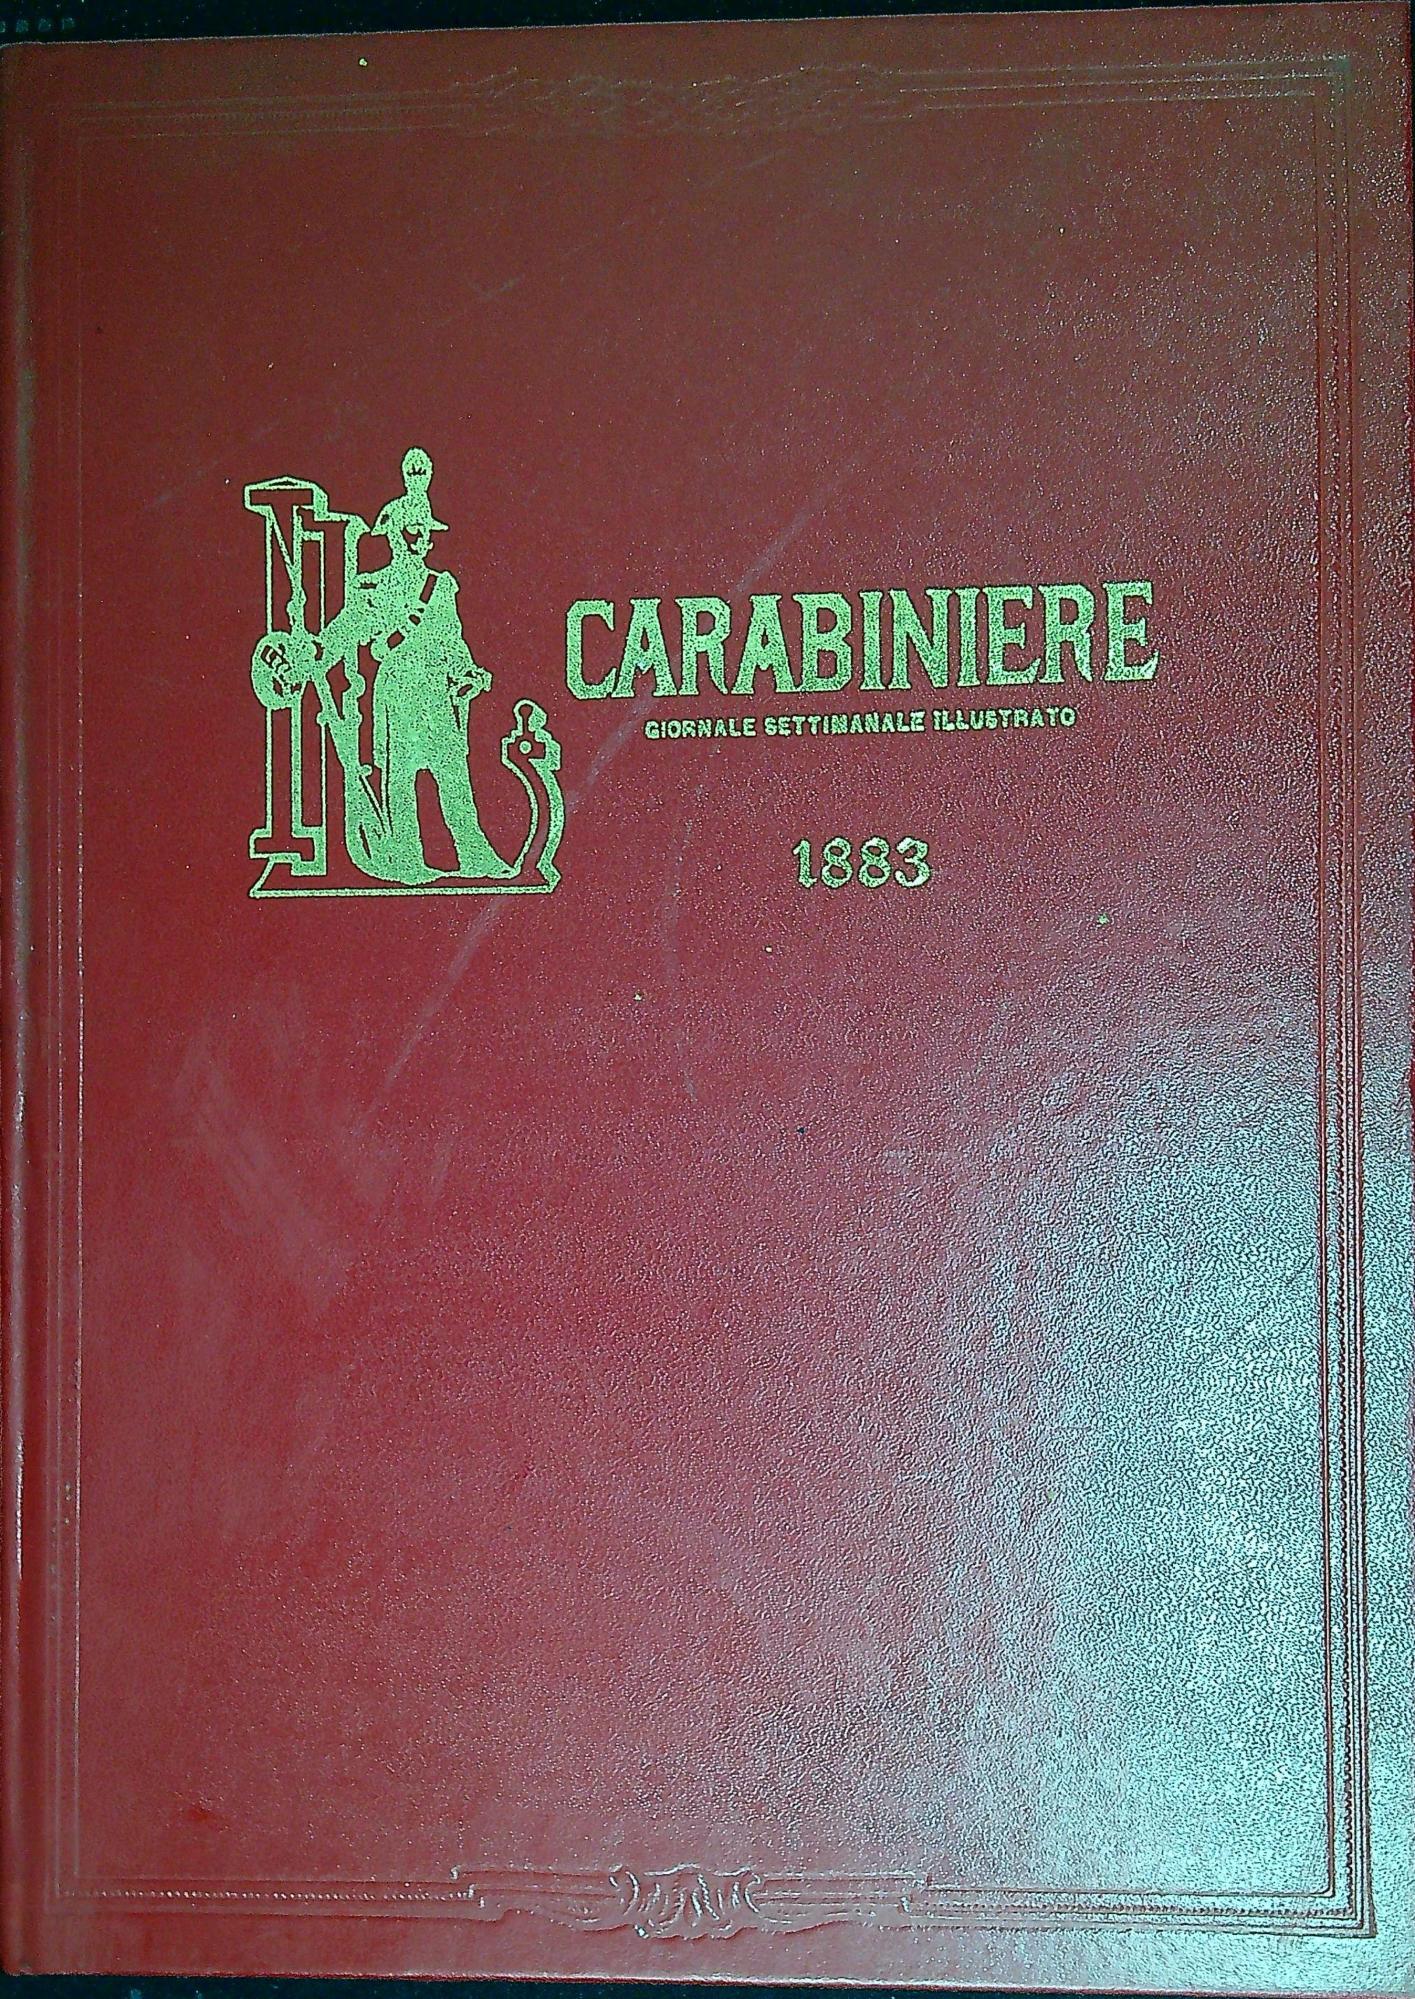 IL CARABINIERE
GIORNALE SETTIMANALE ILLUSTRATO
1883